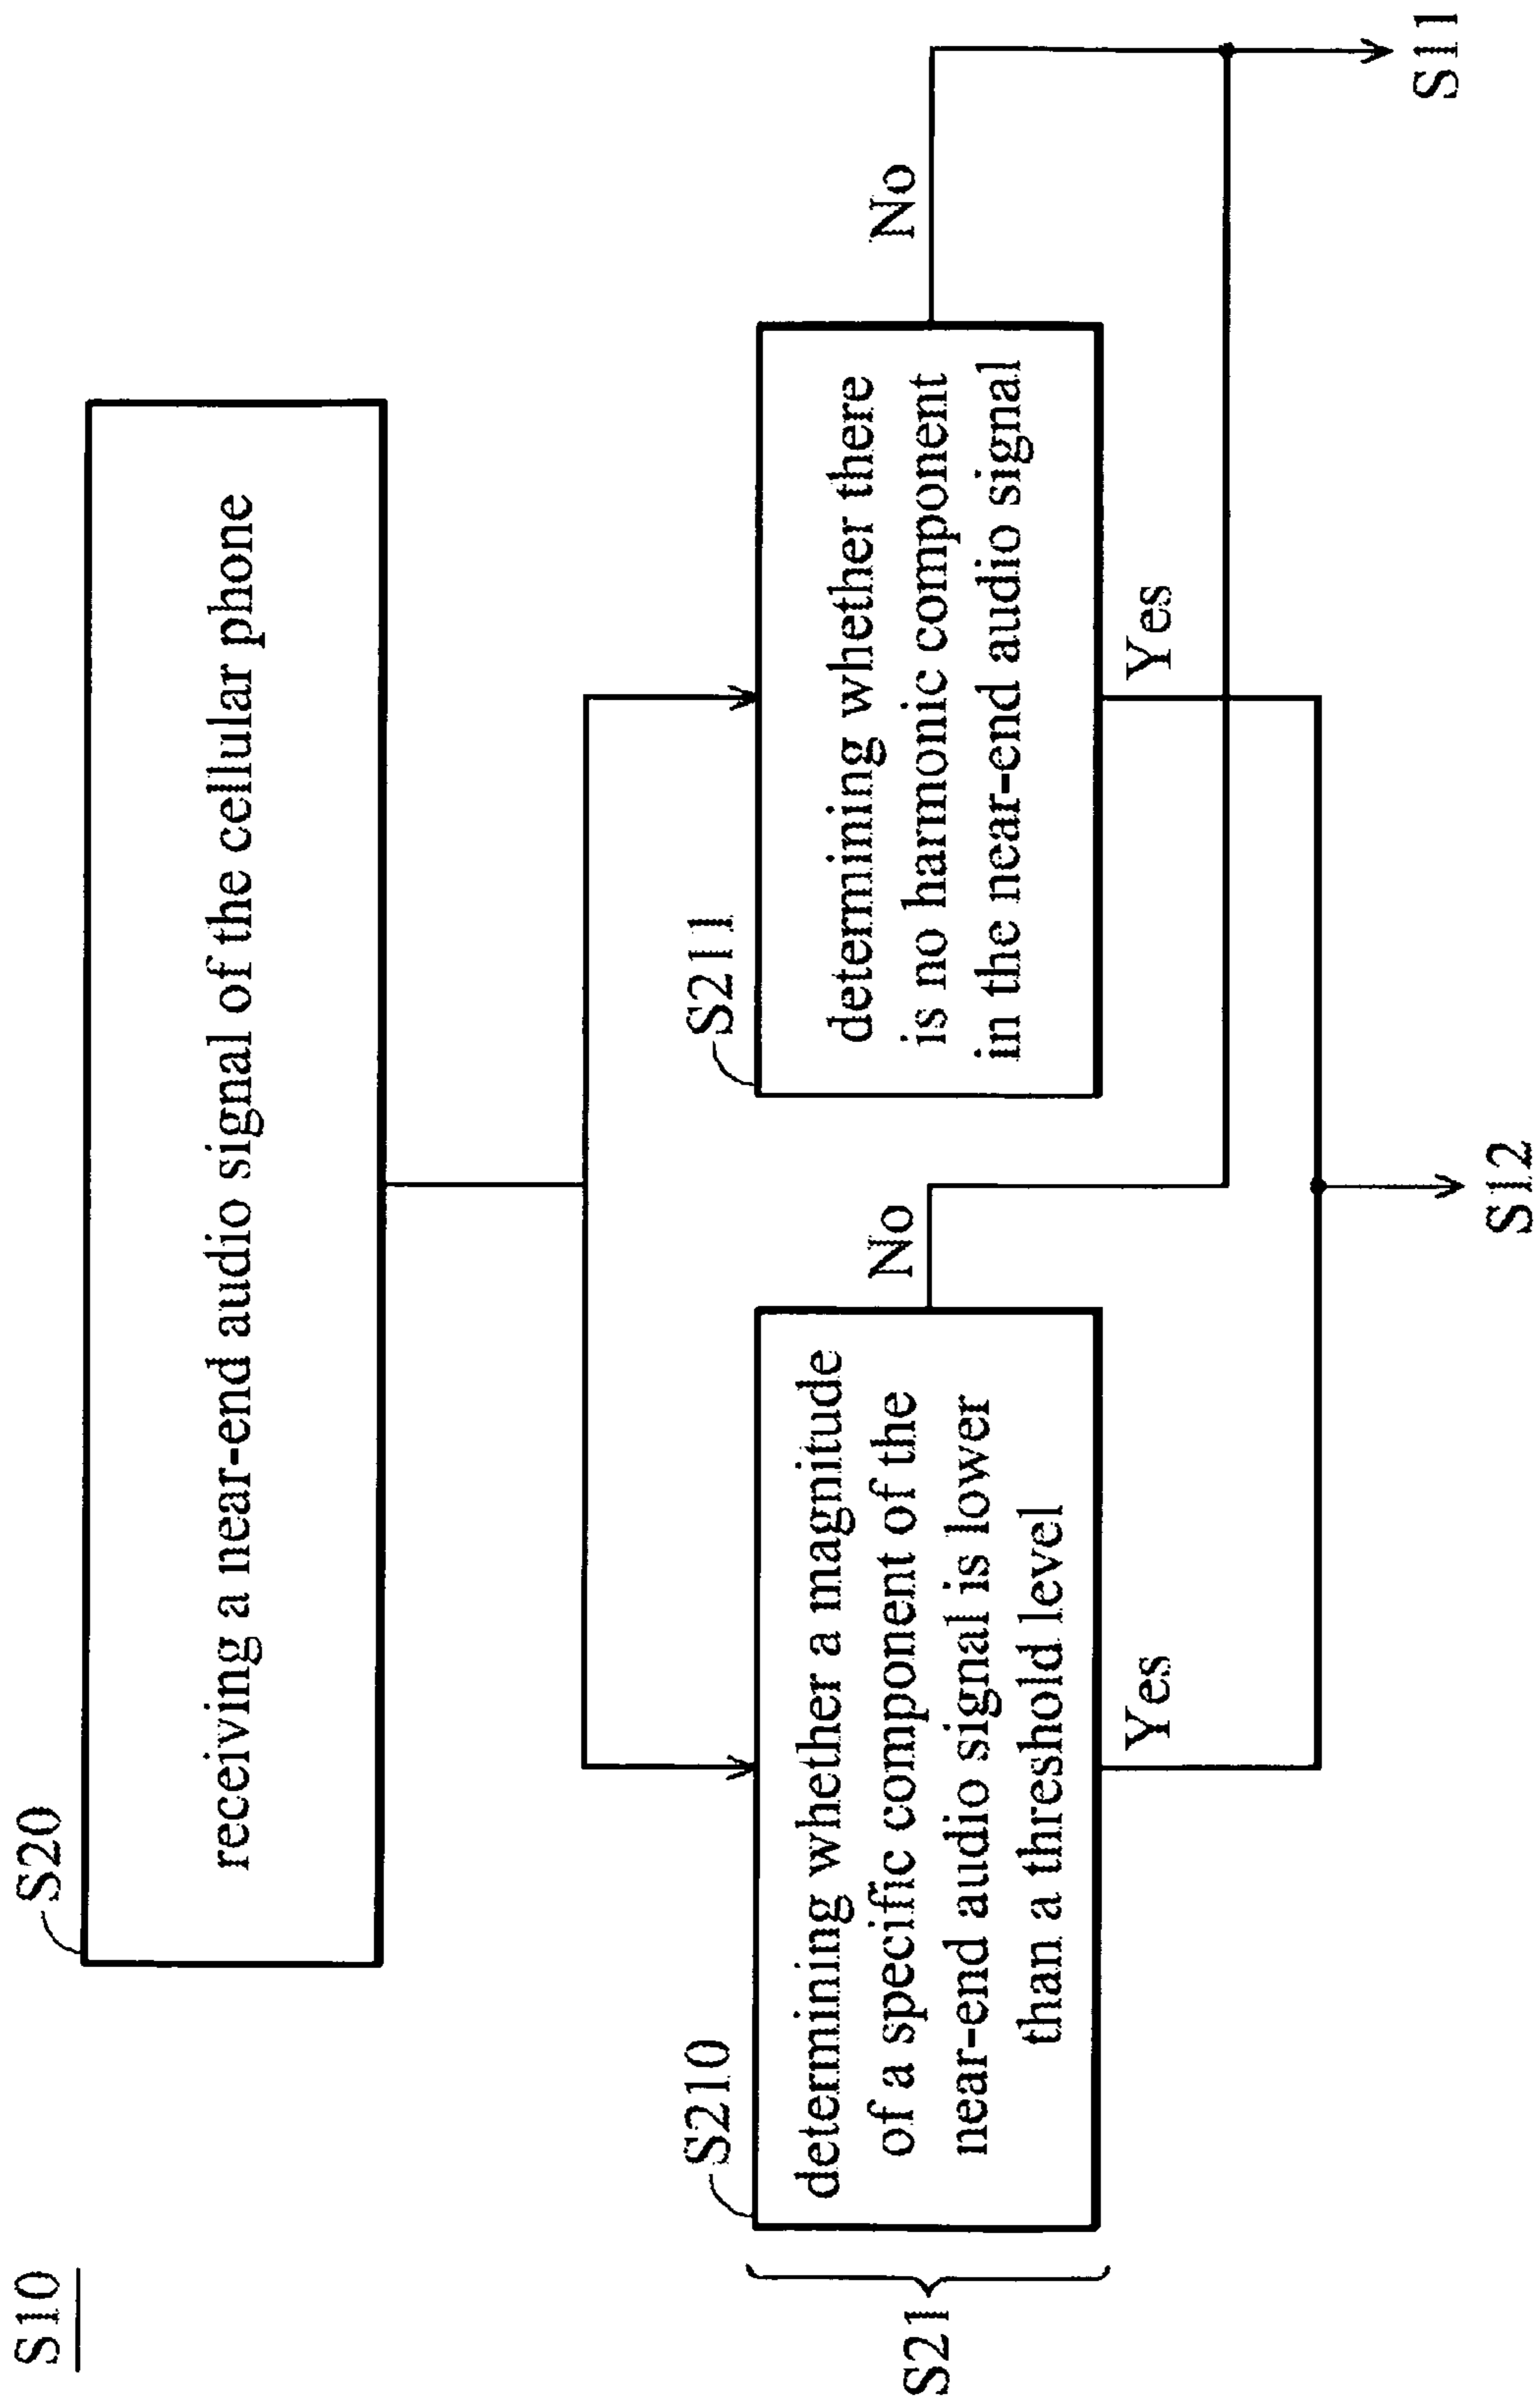 S10
S20
receiving a near-end audio signal of the cellular phone
S21
S210
determining whether a magnitude
of a specific component of the
near-end audio signal is lower
than a threshold level
No
Yes
S211
determining whether there
is no harmonic component
in the near-end audio signal
No
Yes
S12
S11